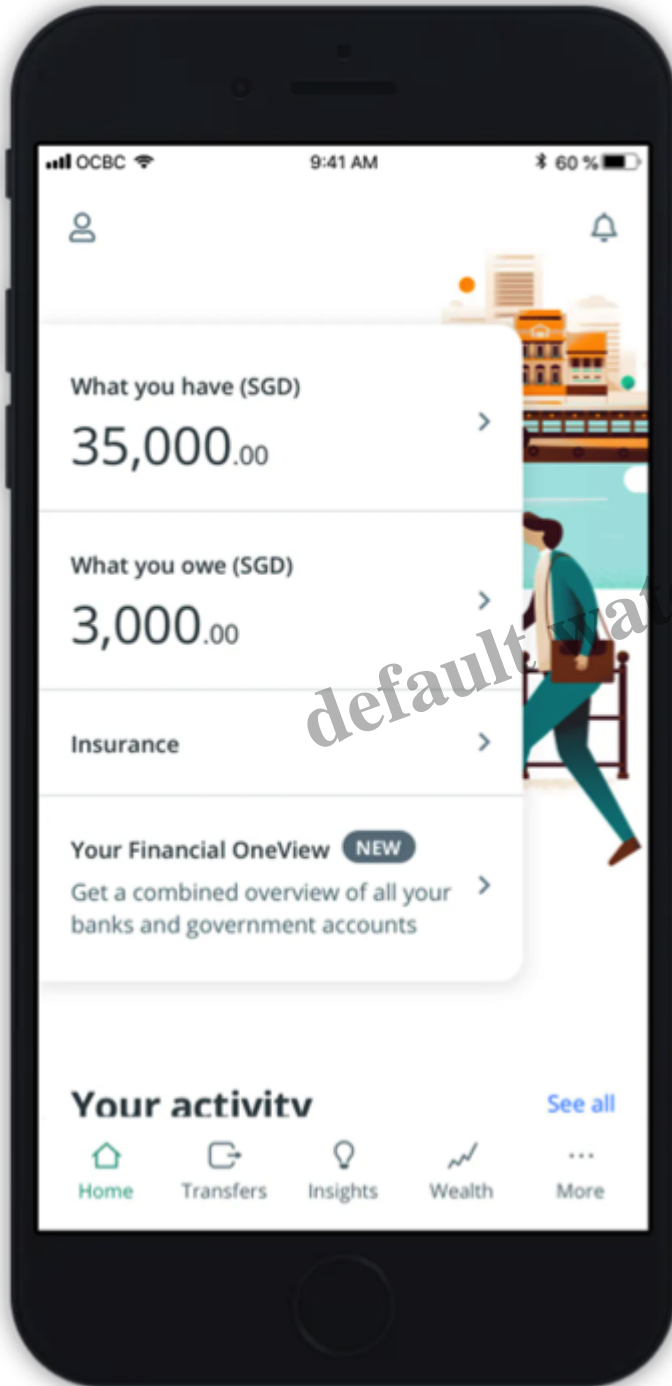 OCBC 9:41 AM 60 %
What you have (SGD)
35,000.00
What you owe (SGD)
3,000.00
Insurance
Your Financial OneView NEW
Get a combined overview of all your
banks and government accounts
Your activity See all
Home Transfers Insights Wealth More
default wat